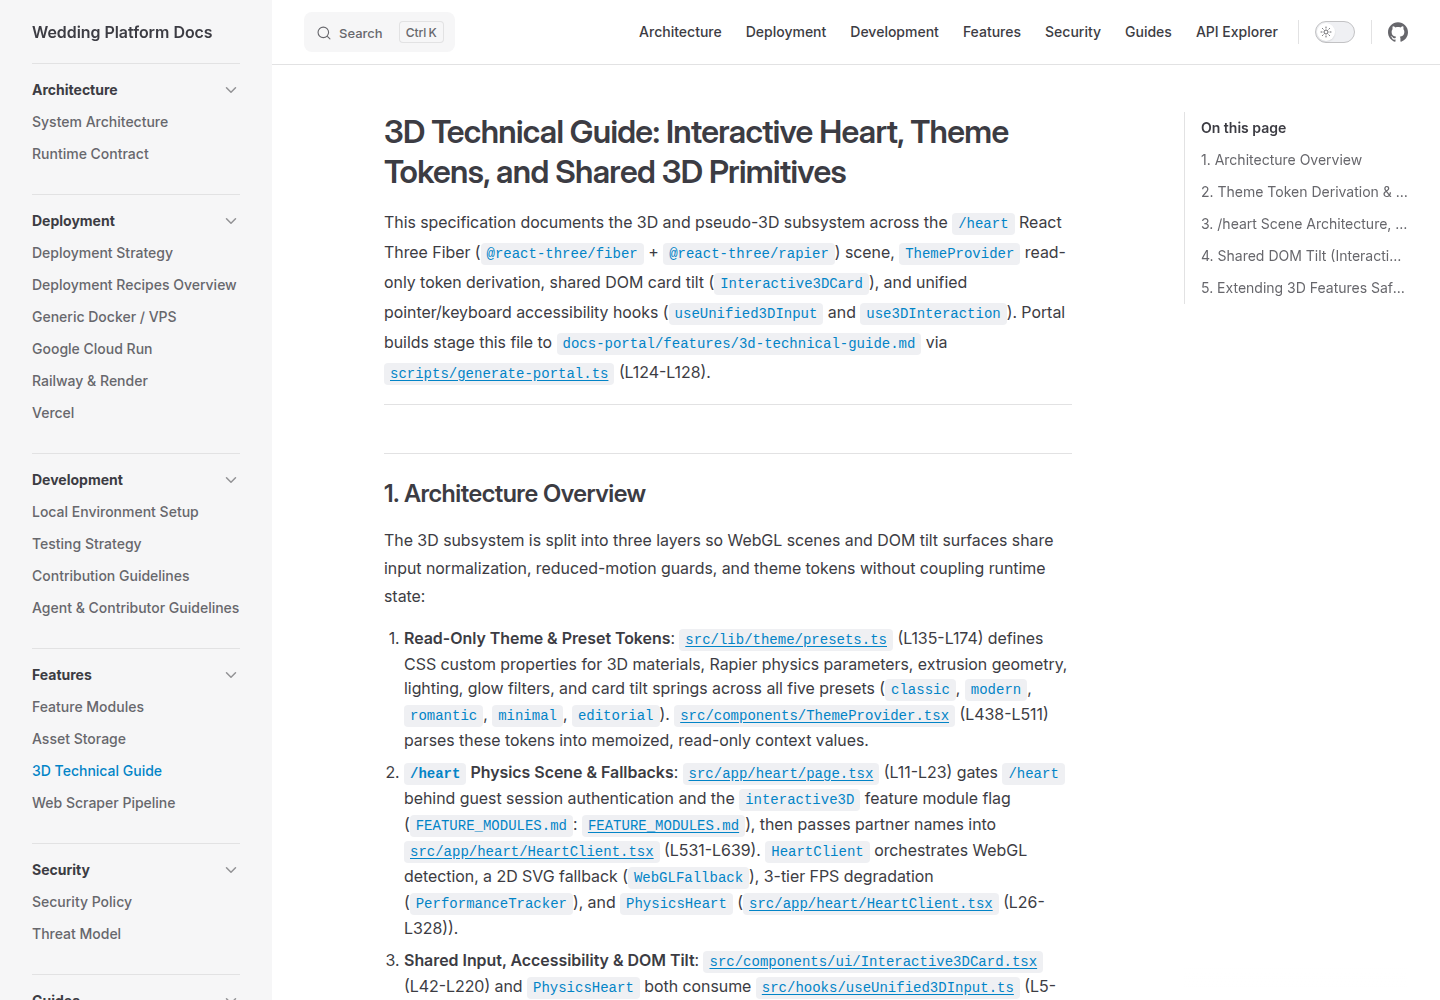 Wedding Platform Docs
Search Ctrl K
Architecture Deployment Development Features Security Guides API Explorer
Architecture
System Architecture
Runtime Contract
Deployment
Deployment Strategy
Deployment Recipes Overview
Generic Docker / VPS
Google Cloud Run
Railway & Render
Vercel
Development
Local Environment Setup
Testing Strategy
Contribution Guidelines
Agent & Contributor Guidelines
Features
Feature Modules
Asset Storage
3D Technical Guide
Web Scraper Pipeline
Security
Security Policy
Threat Model
Guides
3D Technical Guide: Interactive Heart, Theme
Tokens, and Shared 3D Primitives
This specification documents the 3D and pseudo-3D subsystem across the /heart React
Three Fiber ( @react-three/fiber + @react-three/rapier ) scene, ThemeProvider read-
only token derivation, shared DOM card tilt ( Interactive3DCard ), and unified
pointer/keyboard accessibility hooks ( useUnified3DInput and use3DInteraction ). Portal
builds stage this file to docs-portal/features/3d-technical-guide.md via
scripts/generate-portal.ts (L124-L128).
1. Architecture Overview
The 3D subsystem is split into three layers so WebGL scenes and DOM tilt surfaces share
input normalization, reduced-motion guards, and theme tokens without coupling runtime
state:
1. Read-Only Theme & Preset Tokens: src/lib/theme/presets.ts (L135-L174) defines
CSS custom properties for 3D materials, Rapier physics parameters, extrusion geometry,
lighting, glow filters, and card tilt springs across all five presets ( classic , modern ,
romantic , minimal , editorial ). src/components/ThemeProvider.tsx (L438-L511)
parses these tokens into memoized, read-only context values.
2. /heart Physics Scene & Fallbacks: src/app/heart/page.tsx (L11-L23) gates /heart
behind guest session authentication and the interactive3D feature module flag
( FEATURE_MODULES.md : FEATURE_MODULES.md ), then passes partner names into
src/app/heart/HeartClient.tsx (L531-L639). HeartClient orchestrates WebGL
detection, a 2D SVG fallback ( WebGLFallback ), 3-tier FPS degradation
( PerformanceTracker ), and PhysicsHeart ( src/app/heart/HeartClient.tsx (L26-
L328)).
3. Shared Input, Accessibility & DOM Tilt: src/components/ui/Interactive3DCard.tsx
(L42-L220) and PhysicsHeart both consume src/hooks/useUnified3DInput.ts (L5-
On this page
1. Architecture Overview
2. Theme Token Derivation & ...
3. /heart Scene Architecture, ...
4. Shared DOM Tilt (Interacti...
5. Extending 3D Features Saf...